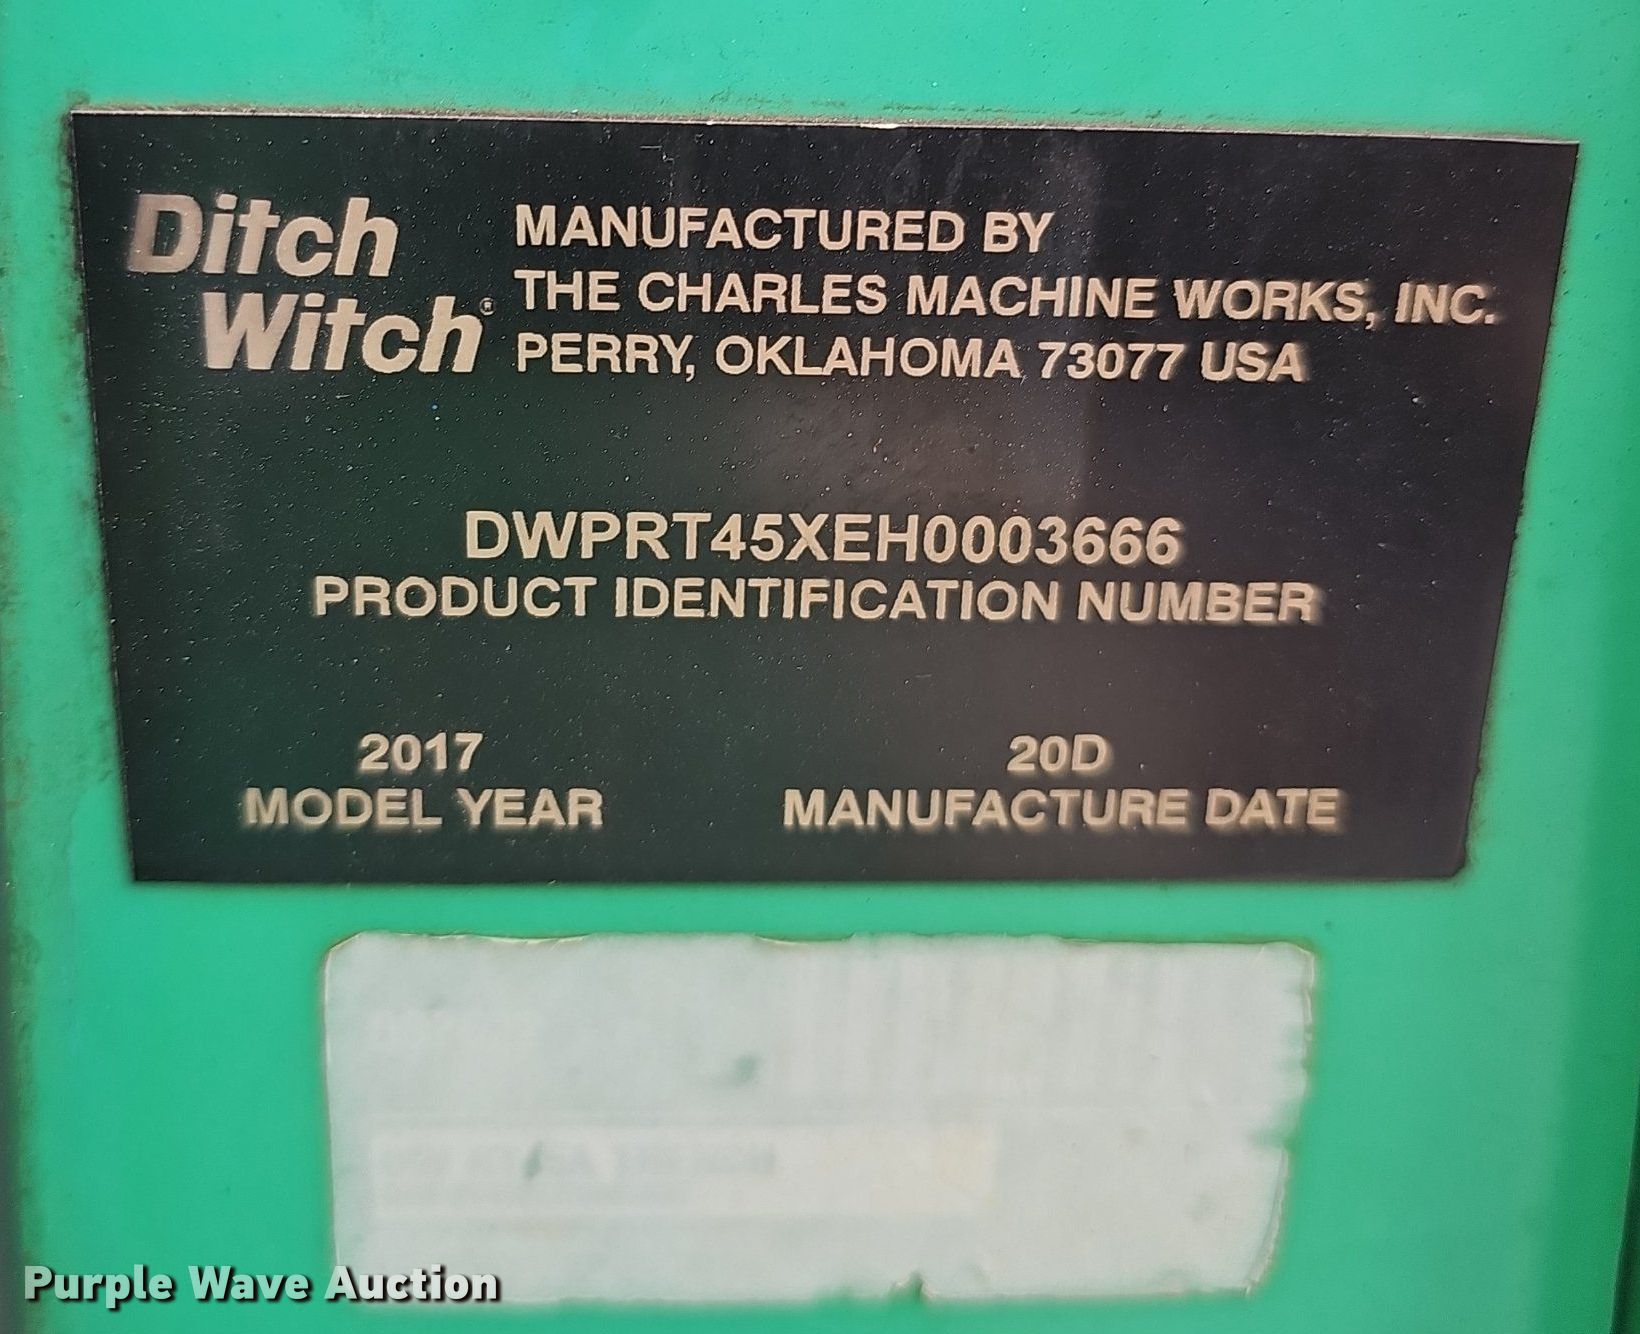 Ditch
Witch®
MANUFACTURED BY
THE CHARLES MACHINE WORKS, INC.
PERRY, OKLAHOMA 73077 USA
DWPRT45XEH0003666
PRODUCT IDENTIFICATION NUMBER
2017
MODEL YEAR
20D
MANUFACTURE DATE
Purple Wave Auction